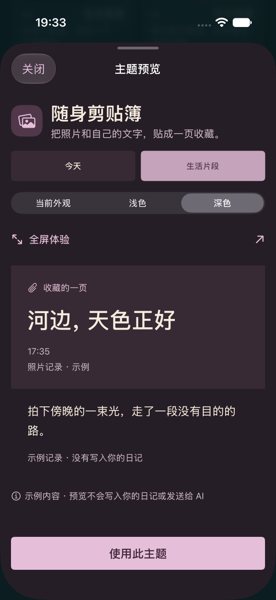 19:33
关闭
主题预览
随身剪贴簿
把照片和自己的文字，贴成一页收藏。
今天
生活片段
当前外观
浅色
深色
全屏体验
收藏的一页
河边，天色正好
17:35
照片记录 · 示例
拍下傍晚的一束光，走了一段没有目的的
路。
示例记录 · 没有写入你的日记
示例内容 · 预览不会写入你的日记或发送给 AI
使用此主题